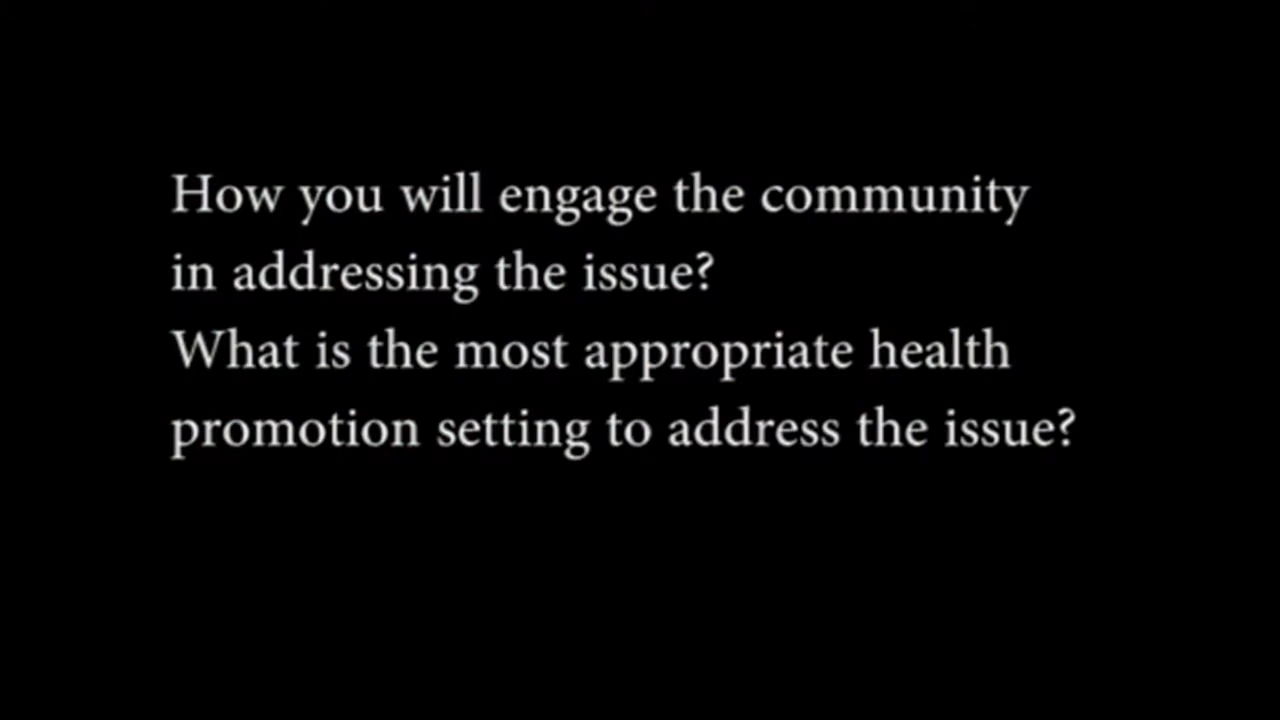 How you will engage the community
in addressing the issue?
What is the most appropriate health
promotion setting to address the issue?